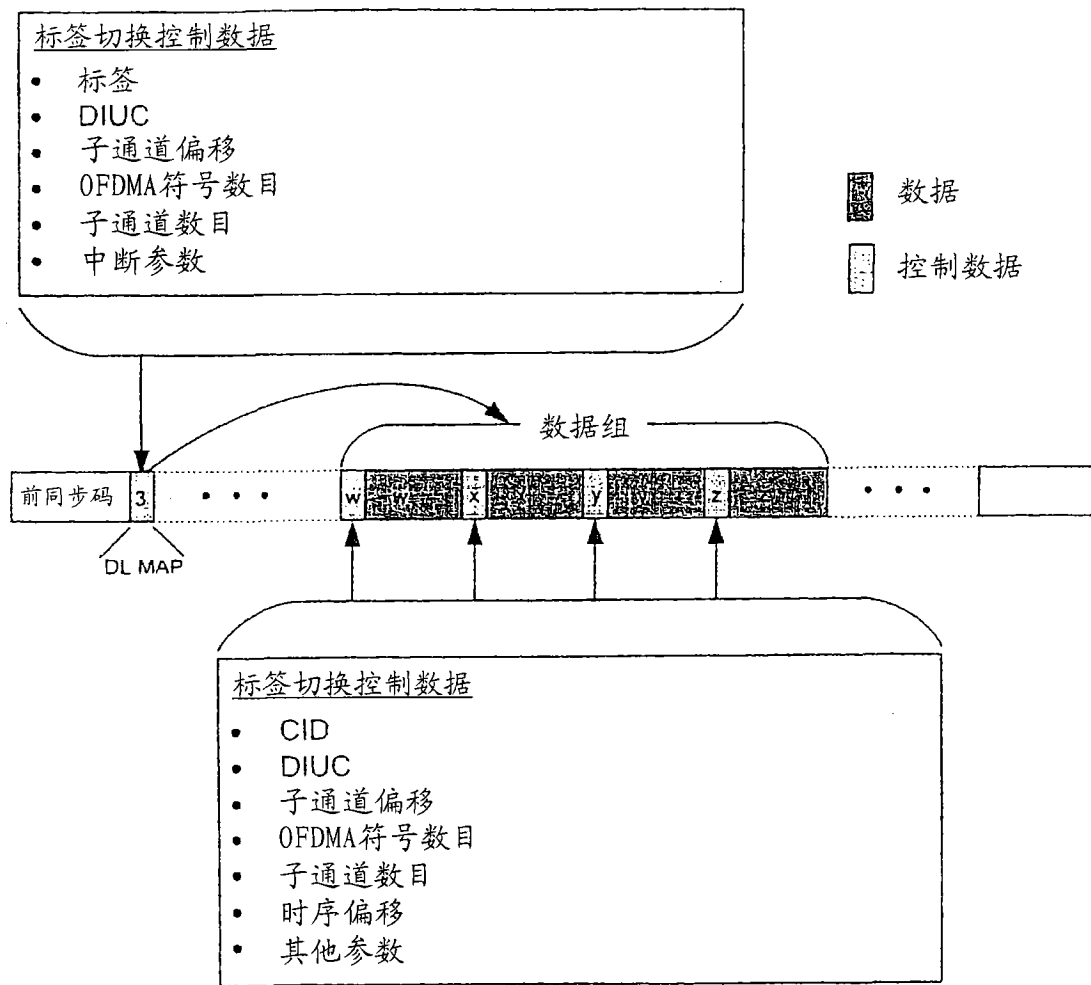 标签切换控制数据
• 标签
• DIUC
• 子通道偏移
• OFDMA符号数目
• 子通道数目
• 中断参数
数据
控制数据
数据组
前同步码 3 • • • w w x x y y z z • • •
DL MAP
标签切换控制数据
• CID
• DIUC
• 子通道偏移
• OFDMA符号数目
• 子通道数目
• 时序偏移
• 其他参数